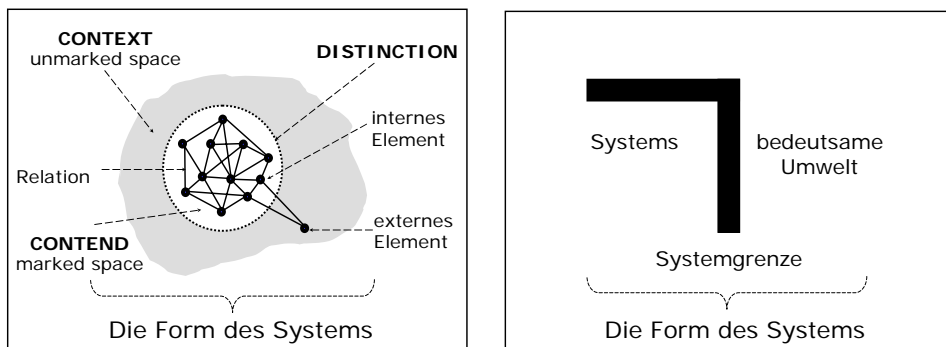 CONTEXT
unmarked space
DISTINCTION
internes
Element
Relation
externes
Element
CONTEND
marked space
Die Form des Systems
Systems
bedeutsame
Umwelt
Systemgrenze
Die Form des Systems